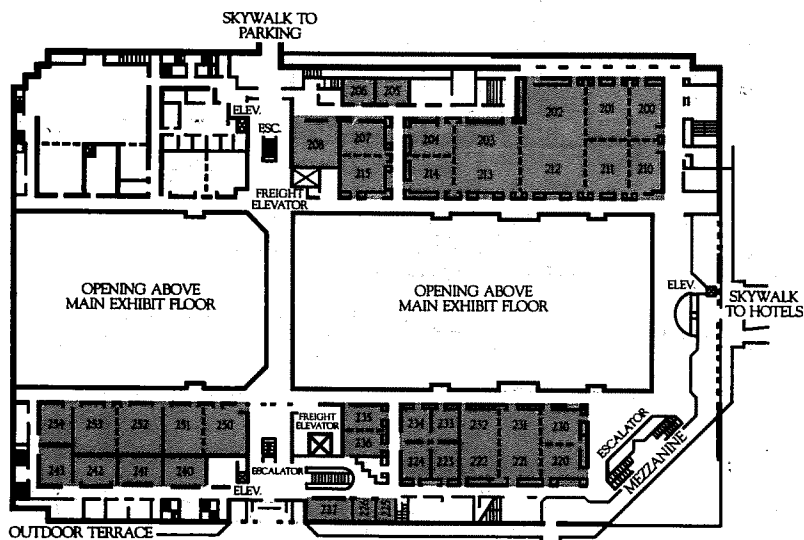 SKYWALK TO
PARKING
206
205
202
201
200
ELEV.
ESC.
208
207
204
203
215
214
213
212
211
210
FREIGHT
ELEVATOR
OPENING ABOVE
MAIN EXHIBIT FLOOR
OPENING ABOVE
MAIN EXHIBIT FLOOR
ELEV.
SKYWALK
TO HOTELS
254
253
252
251
250
FREIGHT
ELEVATOR
235
236
234
233
232
231
230
ESCALATOR
MEZZANINE
243
242
241
240
ESCALATOR
224
223
222
221
220
ELEV.
237
OUTDOOR TERRACE